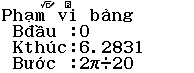 Phạm vi bảng
Bđầu :0
Kthúc:6.2831
Bước :2π÷20